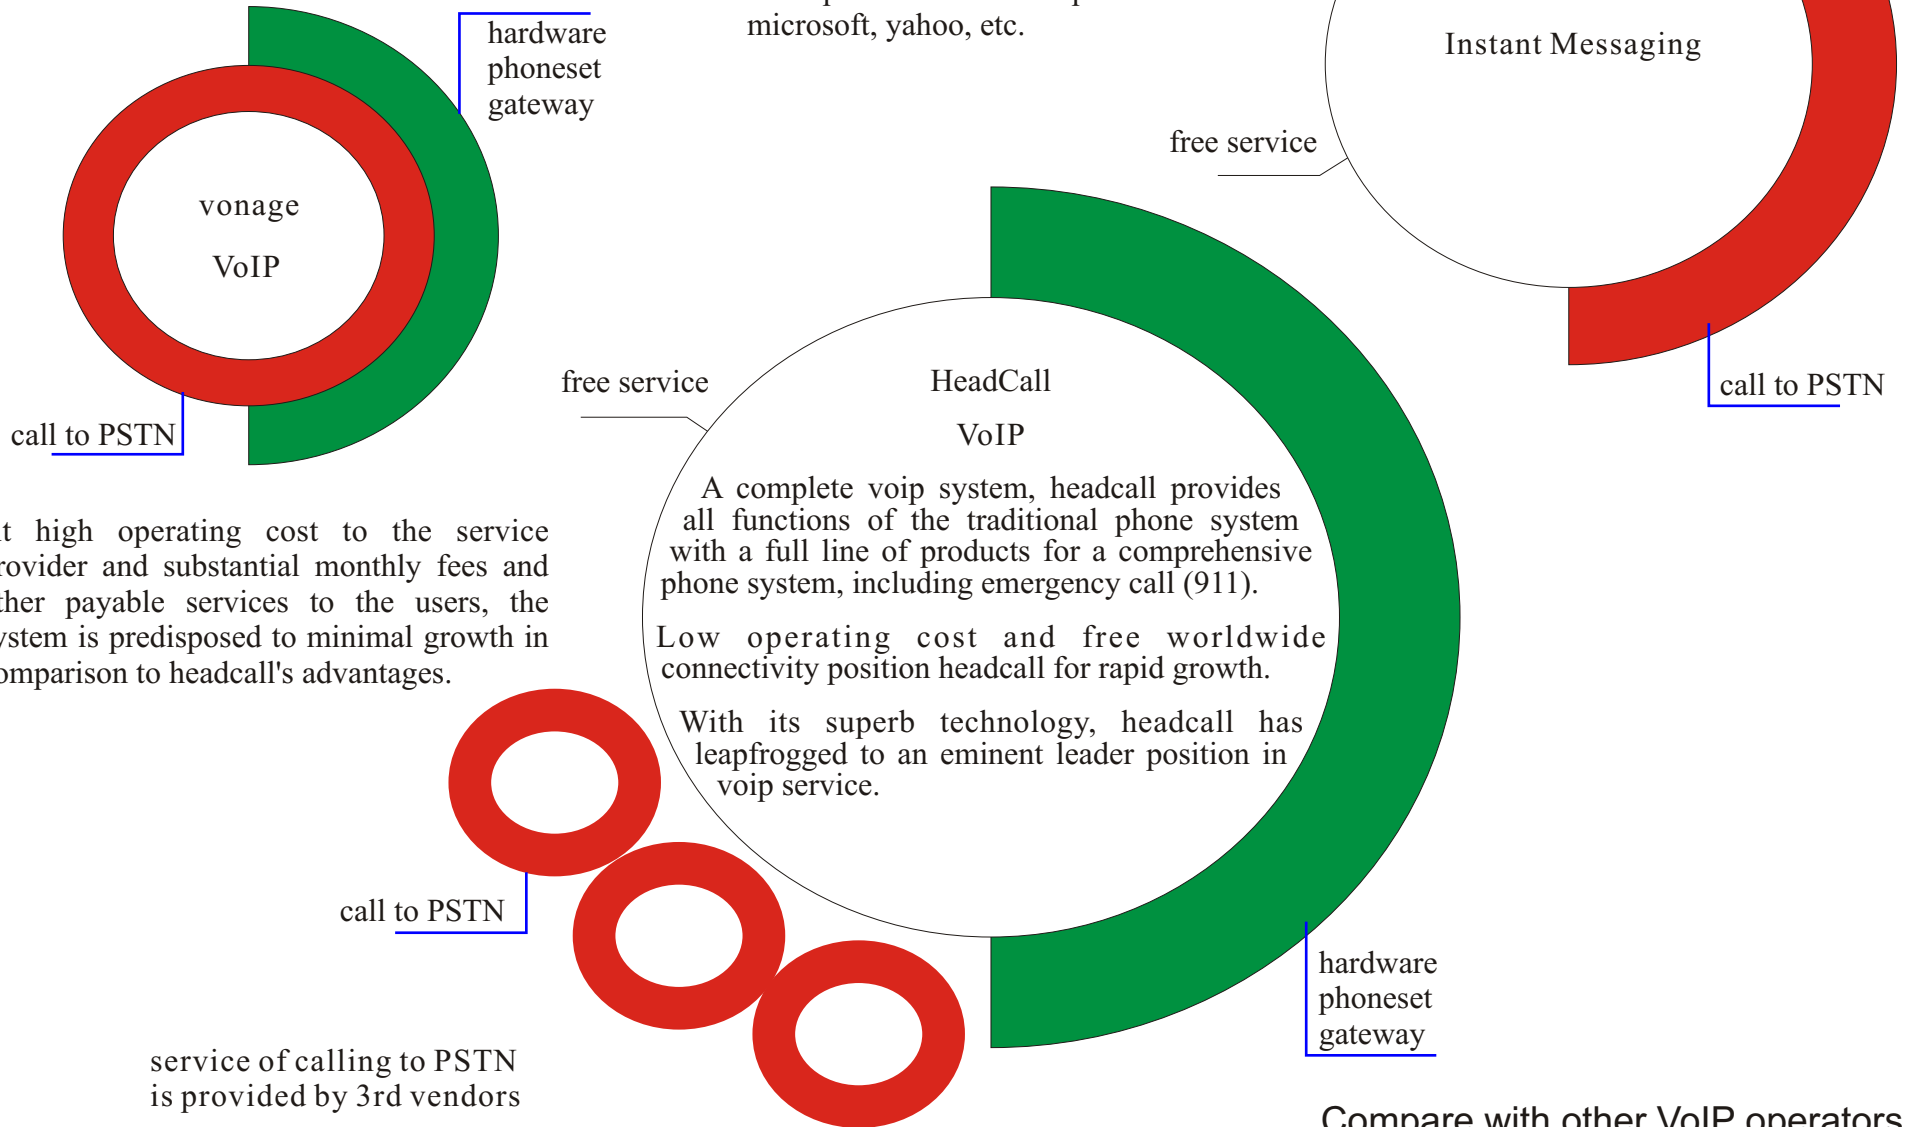 microsoft, yahoo, etc.
hardware
phoneset
gateway
Instant Messaging
free service
call to PSTN
vonage
VoIP
call to PSTN
high operating cost to the service
and substantial monthly fees and
payable services to the users, the
is predisposed to minimal growth in
to headcall's advantages.
free service
HeadCall
VoIP
A complete voip system, headcall provides
all functions of the traditional phone system
with a full line of products for a comprehensive
phone system, including emergency call (911).
Low operating cost and free worldwide
connectivity position headcall for rapid growth.
With its superb technology, headcall has
leapfrogged to an eminent leader position in
voip service.
call to PSTN
hardware
phoneset
gateway
service of calling to PSTN
is provided by 3rd vendors
Compare with other VoIP operators